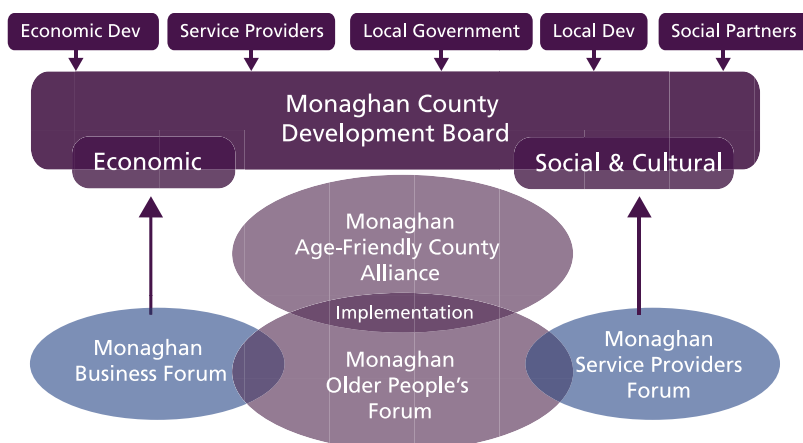 Economic Dev
Service Providers
Local Government
Local Dev
Social Partners
Monaghan County
Development Board
Economic
Social & Cultural
Monaghan
Age-Friendly County
Alliance
Implementation
Monaghan
Business Forum
Monaghan
Older People's
Forum
Monaghan
Service Providers
Forum